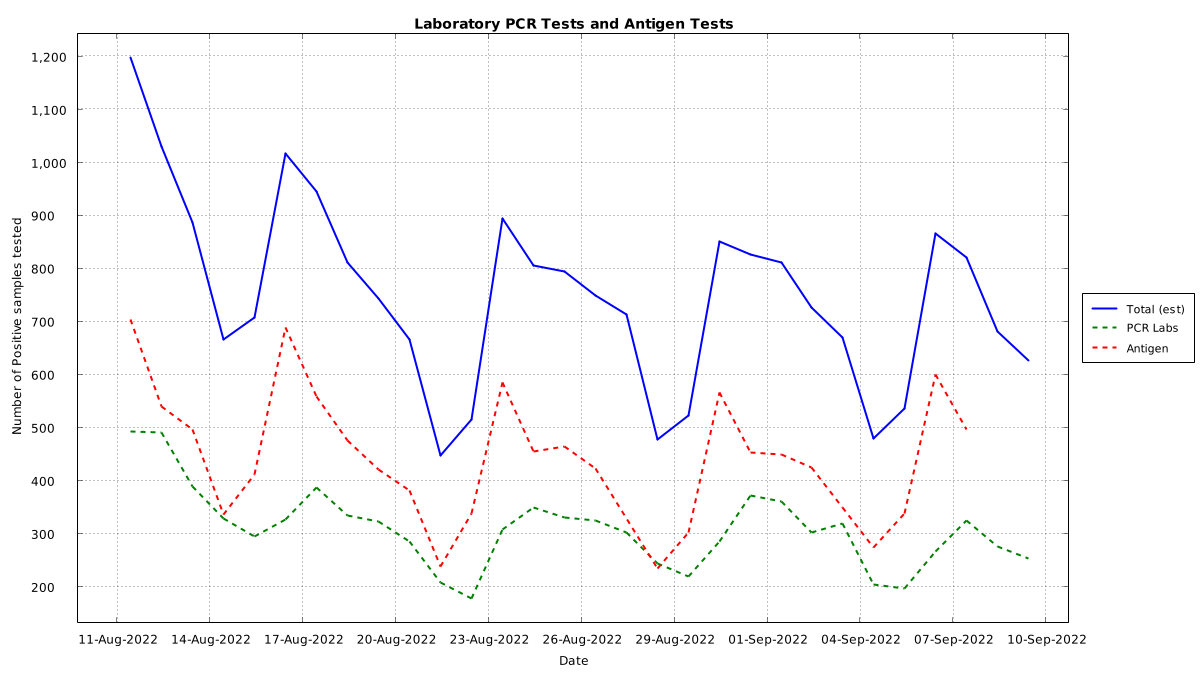 Laboratory PCR Tests and Antigen Tests
Number of Positive samples tested
1,200
1,100
1,000
900
800
700
600
500
400
300
200
11-Aug-2022 14-Aug-2022 17-Aug-2022 20-Aug-2022 23-Aug-2022 26-Aug-2022 29-Aug-2022 01-Sep-2022 04-Sep-2022 07-Sep-2022 10-Sep-2022
Date
Total (est)
PCR Labs
Antigen